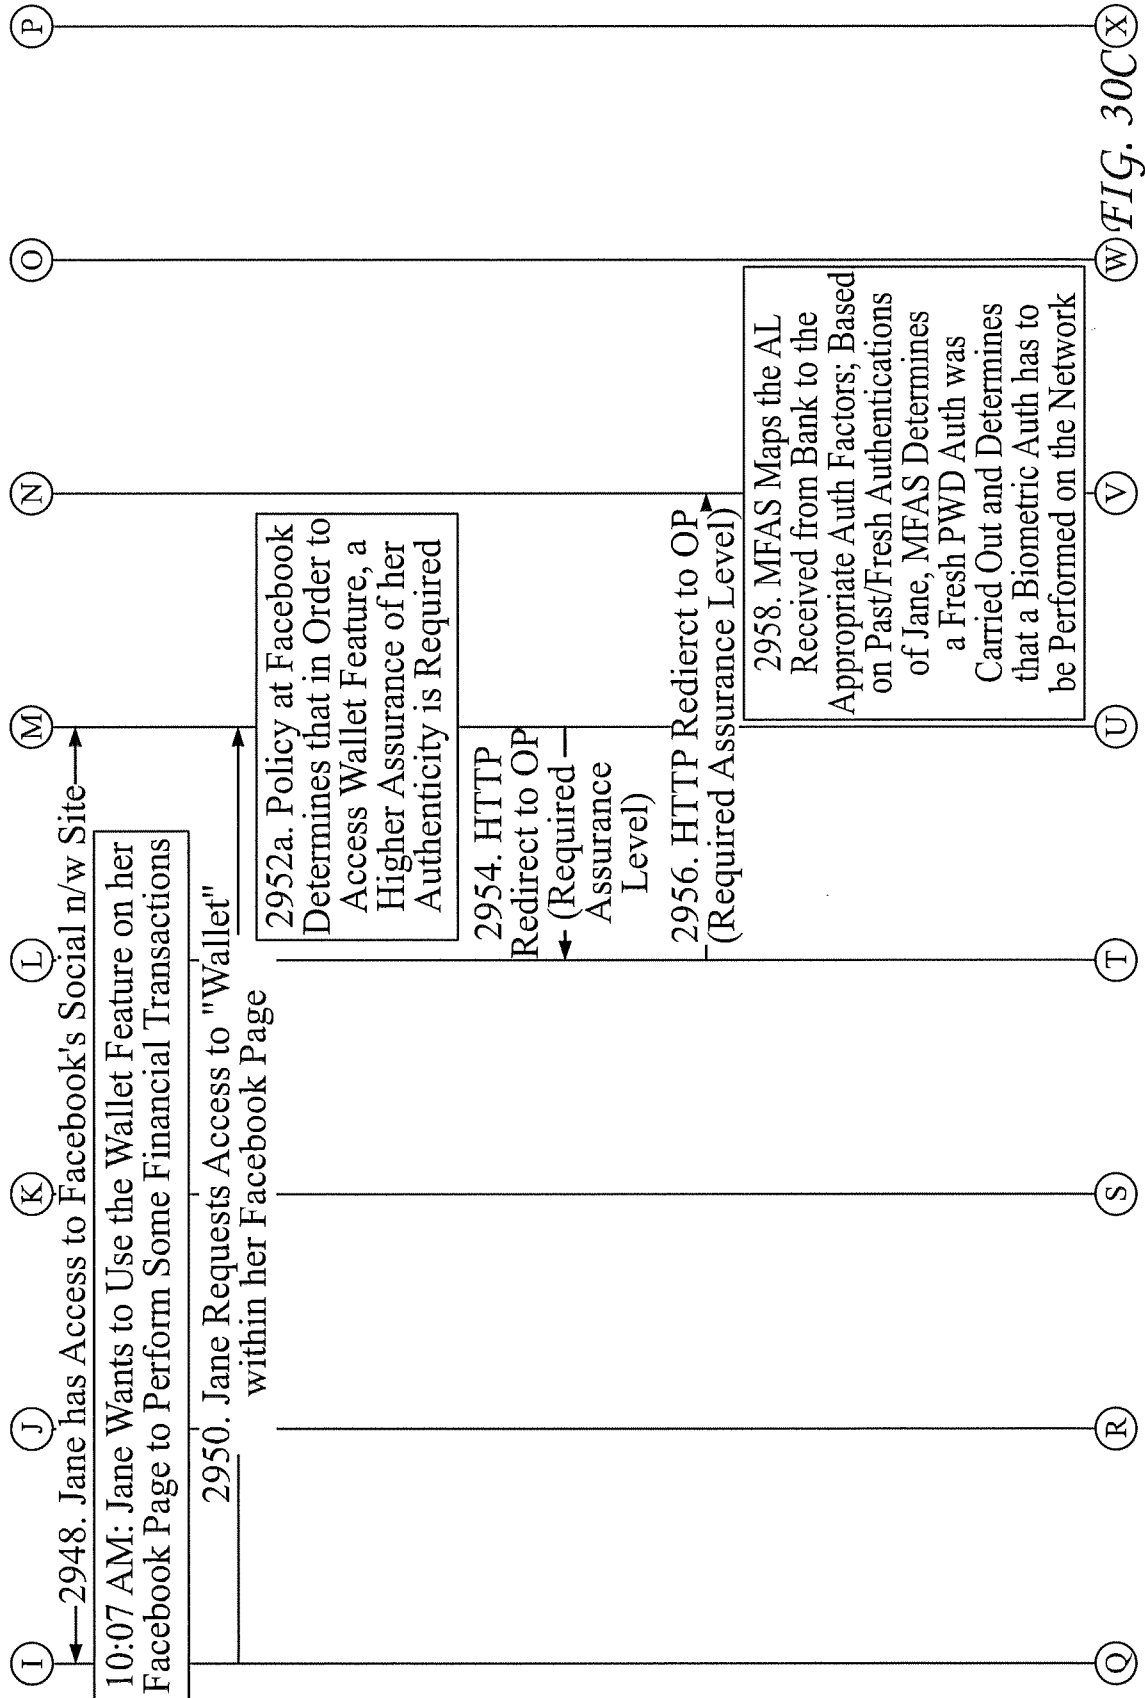 I
J
K
L
M
N
O
P
2948. Jane has Access to Facebook's Social n/w Site
10:07 AM: Jane Wants to Use the Wallet Feature on her
Facebook Page to Perform Some Financial Transactions
2950. Jane Requests Access to "Wallet"
within her Facebook Page
2952a. Policy at Facebook
Determines that in Order to
Access Wallet Feature, a
Higher Assurance of her
Authenticity is Required
2954. HTTP
Redirect to OP
(Required
Assurance
Level)
2956. HTTP Redierct to OP
(Required Assurance Level)
2958. MFAS Maps the AL
Received from Bank to the
Appropriate Auth Factors; Based
on Past/Fresh Authentications
of Jane, MFAS Determines
a Fresh PWD Auth was
Carried Out and Determines
that a Biometric Auth has to
be Performed on the Network
Q
R
S
T
U
V
W
X
FIG. 30C